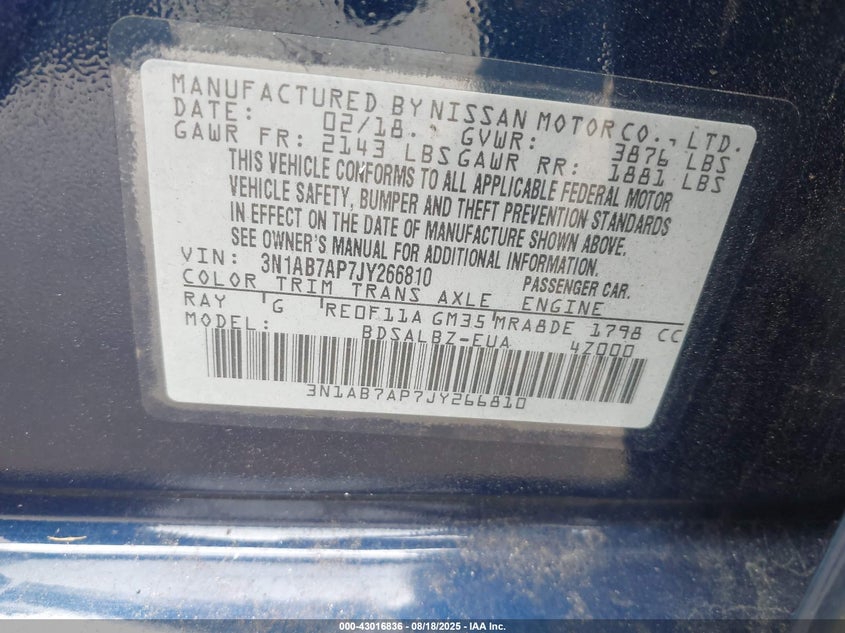 MANUFACTURED BY NISSAN MOTOR CO., LTD.
DATE: 02/18 GVWR: 3876 LBS
GAWR FR: 2143 LBS GAWR RR: 1881 LBS
THIS VEHICLE CONFORMS TO ALL APPLICABLE FEDERAL MOTOR
VEHICLE SAFETY, BUMPER AND THEFT PREVENTION STANDARDS
IN EFFECT ON THE DATE OF MANUFACTURE SHOWN ABOVE.
SEE OWNER'S MANUAL FOR ADDITIONAL INFORMATION.
VIN: 3N1AB7AP7JY266810 PASSENGER CAR.
COLOR TRIM TRANS AXLE ENGINE
RAY G RE0F11A GM35 MRA8DE 1798 CC
MODEL: BDSALBZ-EUA 4Z000
3N1AB7AP7JY266810
000-43016836 - 08/18/2025 - IAA Inc.